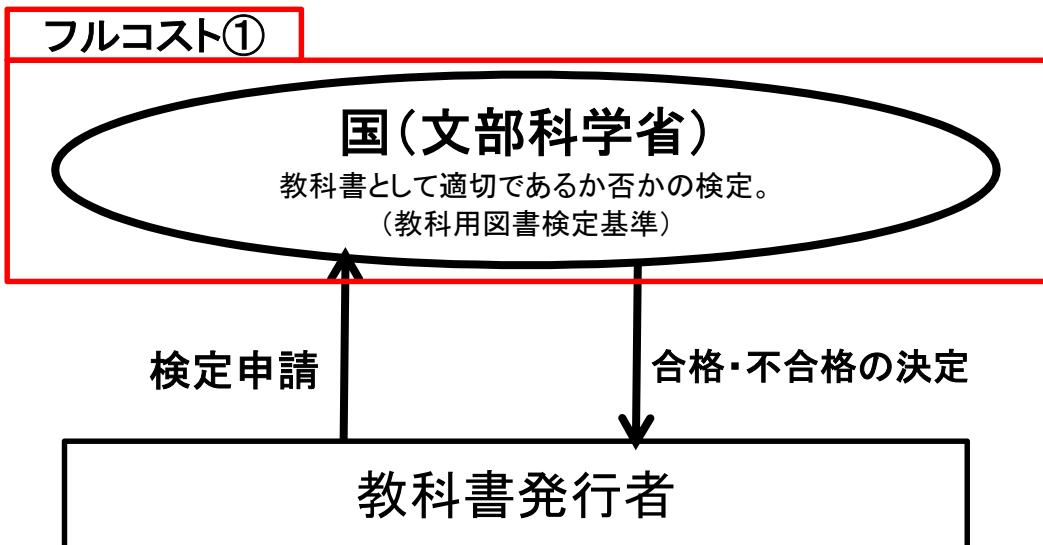 フルコスト①
国（文部科学省）
教科書として適切であるか否かの検定。
（教科用図書検定基準）
検定申請
合格・不合格の決定
教科書発行者